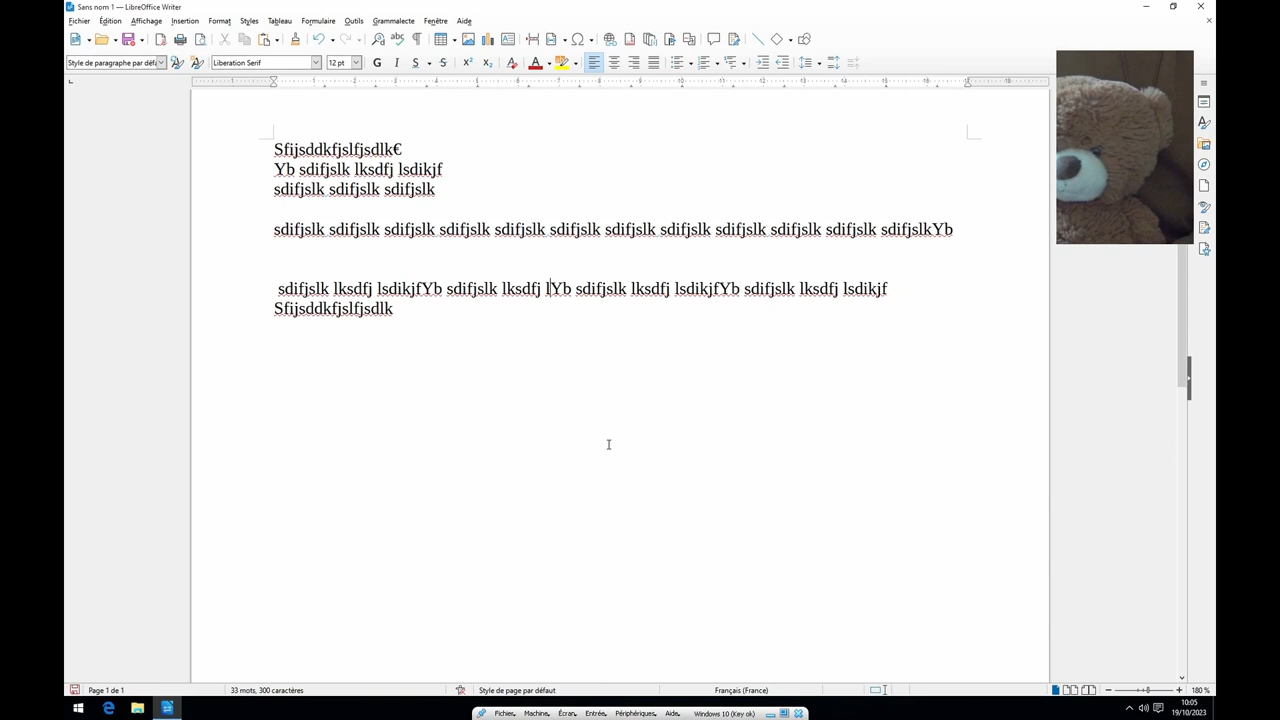 Sans nom 1 — LibreOffice Writer
Fichier Édition Affichage Insertion Format Styles Tableau Formulaire Outils Grammalecte Fenêtre Aide
Style de paragraphe par défa Liberation Serif 12 pt G I S S
Sfijsddkfjslfjsdlk€
Yb sdifjslk lksdfj lsdikjf
sdifjslk sdifjslk sdifjslk
sdifjslk sdifjslk sdifjslk sdifjslk sdifjslk sdifjslk sdifjslk sdifjslk sdifjslk sdifjslk sdifjslk sdifjslkYb
sdifjslk lksdfj lsdikjfYb sdifjslk lksdfj lYb sdifjslk lksdfj lsdikjfYb sdifjslk lksdfj lsdikjf
Sfijsddkfjslfjsdlk
Page 1 de 1 33 mots, 300 caractères Style de page par défaut Français (France) 180 %
10:05
19/10/2023
Fichier Machine Écran Entrée Périphériques Aide Windows 10 (Key ok)